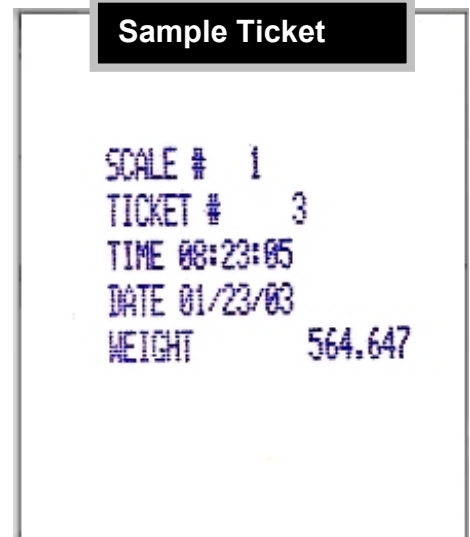 Sample Ticket
SCALE # 1
TICKET # 3
TIME 08:23:05
DATE 01/23/03
WEIGHT 564.647